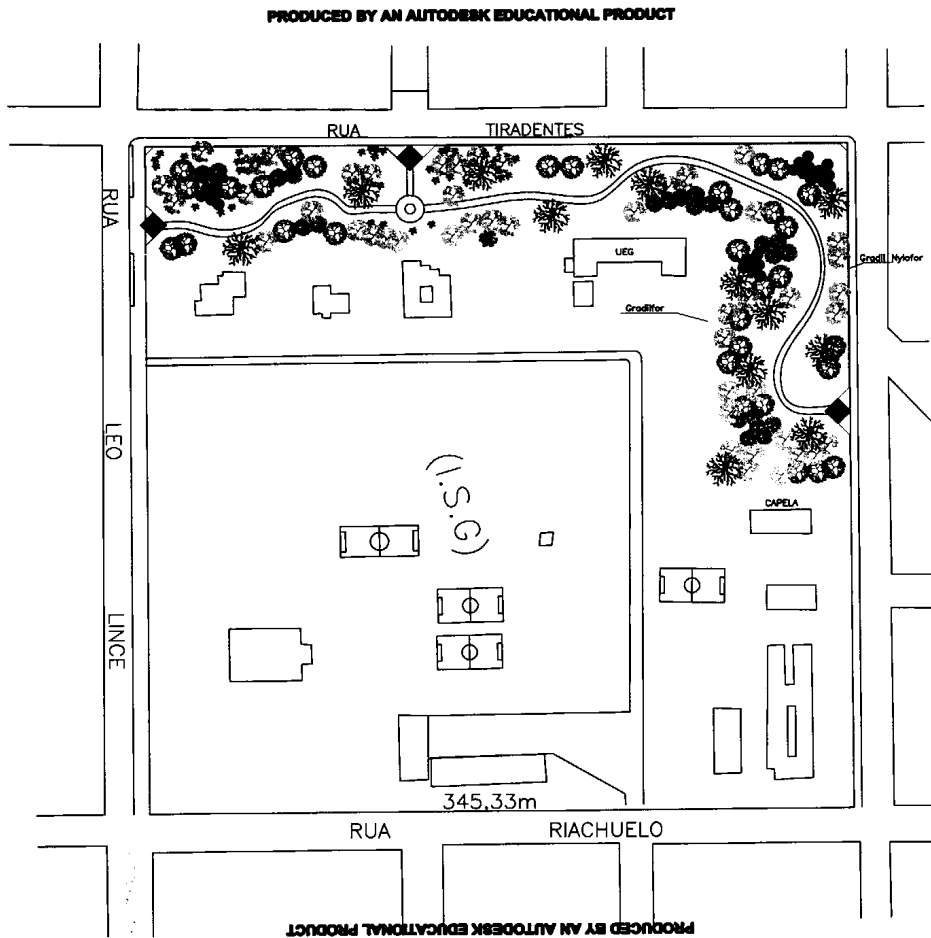 PRODUCED BY AN AUTODESK EDUCATIONAL PRODUCT
RUA TIRADENTES
RUA LEO LINCE
UEG
Gradil Nylofor
Gradilfor
(I.S.G)
CAPELA
345,33m
RUA RIACHUELO
PRODUCED BY AN AUTODESK EDUCATIONAL PRODUCT